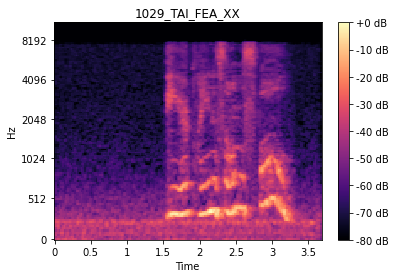 1029_TAI_FEA_XX
+0 dB
8192
-10 dB
4096
-20 dB
-30 dB
2048
-40 dB
Hz
1024
-50 dB
512
-60 dB
-70 dB
0
-80 dB
0 0.5 1 1.5 2 2.5 3 3.5
Time